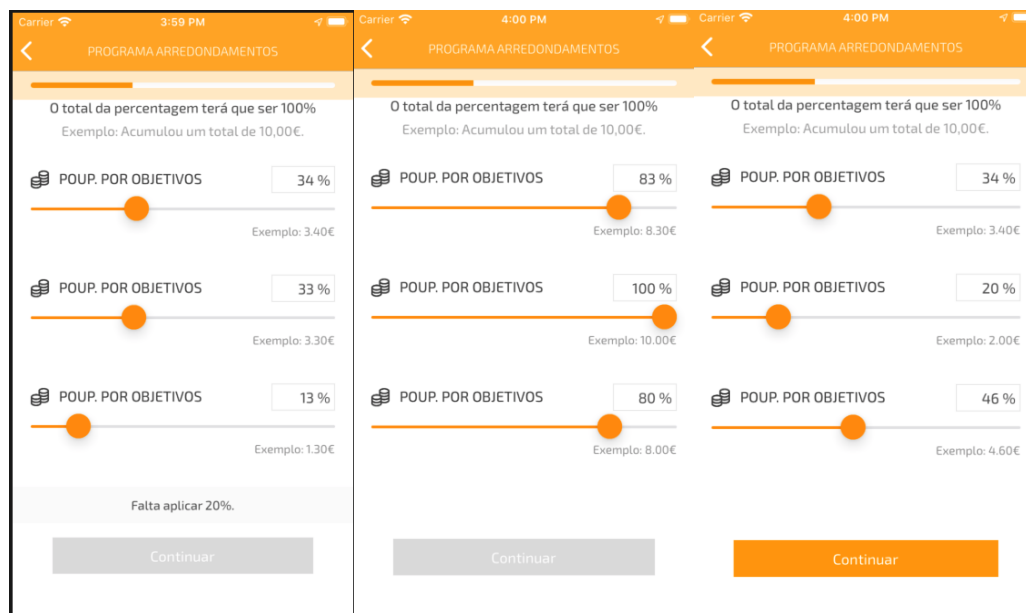 Carrier 3:59 PM
PROGRAMA ARREDONDAMENTOS
O total da percentagem terá que ser 100%
Exemplo: Acumulou um total de 10,00€.
POUP. POR OBJETIVOS 34 %
Exemplo: 3.40€
POUP. POR OBJETIVOS 33 %
Exemplo: 3.30€
POUP. POR OBJETIVOS 13 %
Exemplo: 1.30€
Falta aplicar 20%.
Continuar
Carrier 4:00 PM
PROGRAMA ARREDONDAMENTOS
O total da percentagem terá que ser 100%
Exemplo: Acumulou um total de 10,00€.
POUP. POR OBJETIVOS 83 %
Exemplo: 8.30€
POUP. POR OBJETIVOS 100 %
Exemplo: 10.00€
POUP. POR OBJETIVOS 80 %
Exemplo: 8.00€
Continuar
Carrier 4:00 PM
PROGRAMA ARREDONDAMENTOS
O total da percentagem terá que ser 100%
Exemplo: Acumulou um total de 10,00€.
POUP. POR OBJETIVOS 34 %
Exemplo: 3.40€
POUP. POR OBJETIVOS 20 %
Exemplo: 2.00€
POUP. POR OBJETIVOS 46 %
Exemplo: 4.60€
Continuar